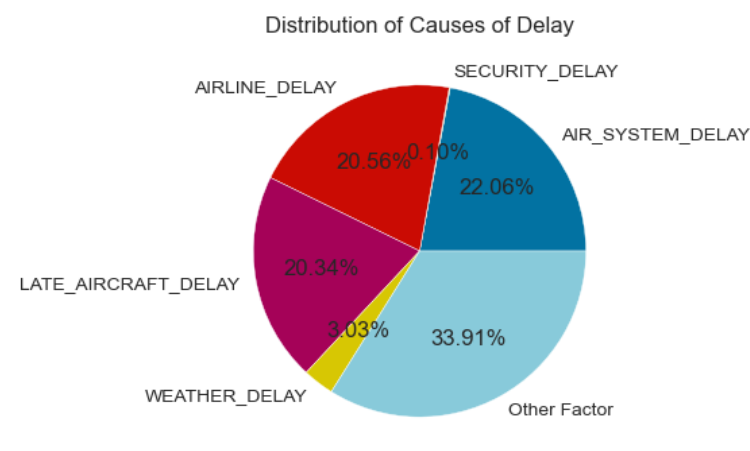 Distribution of Causes of Delay
SECURITY_DELAY
AIRLINE_DELAY
AIR_SYSTEM_DELAY
20.56%
0.10%
22.06%
LATE_AIRCRAFT_DELAY
20.34%
3.03%
33.91%
WEATHER_DELAY
Other Factor